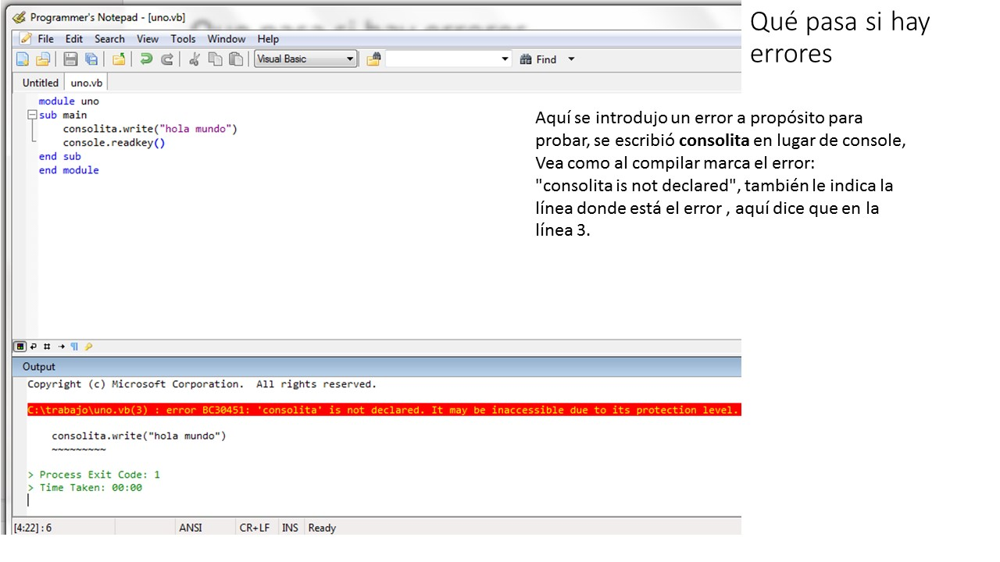 Programmer's Notepad - [uno.vb]
File Edit Search View Tools Window Help
Visual Basic Find
Untitled uno.vb
module uno
sub main
consolita.write("hola mundo")
console.readkey()
end sub
end module
Output
Copyright (c) Microsoft Corporation. All rights reserved.
C:\trabajo\uno.vb(3) : error BC30451: 'consolita' is not declared. It may be inaccessible due to its protection level.
consolita.write("hola mundo")
~~~~~~~~~
> Process Exit Code: 1
> Time Taken: 00:00
[4:22] : 6 ANSI CR+LF INS Ready
Qué pasa si hay
errores
Aquí se introdujo un error a propósito para
probar, se escribió consolita en lugar de console,
Vea como al compilar marca el error:
"consolita is not declared", también le indica la
línea donde está el error , aquí dice que en la
línea 3.